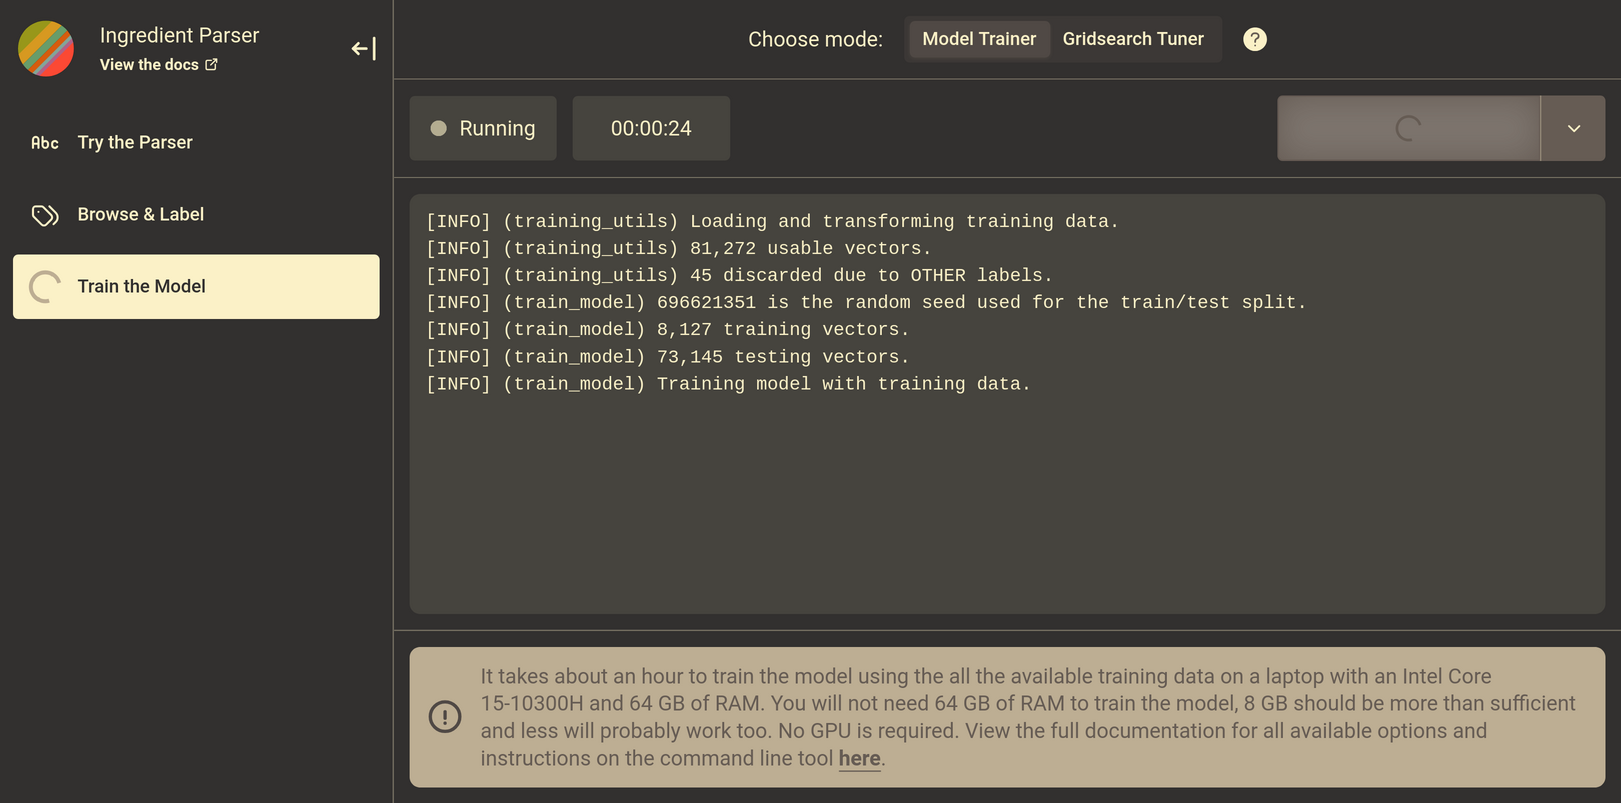 Ingredient Parser
View the docs
Abc Try the Parser
Browse & Label
Train the Model
Choose mode: Model Trainer Gridsearch Tuner ?
Running 00:00:24
[INFO] (training_utils) Loading and transforming training data.
[INFO] (training_utils) 81,272 usable vectors.
[INFO] (training_utils) 45 discarded due to OTHER labels.
[INFO] (train_model) 696621351 is the random seed used for the train/test split.
[INFO] (train_model) 8,127 training vectors.
[INFO] (train_model) 73,145 testing vectors.
[INFO] (train_model) Training model with training data.
It takes about an hour to train the model using the all the available training data on a laptop with an Intel Core
15-10300H and 64 GB of RAM. You will not need 64 GB of RAM to train the model, 8 GB should be more than sufficient
and less will probably work too. No GPU is required. View the full documentation for all available options and
instructions on the command line tool here.